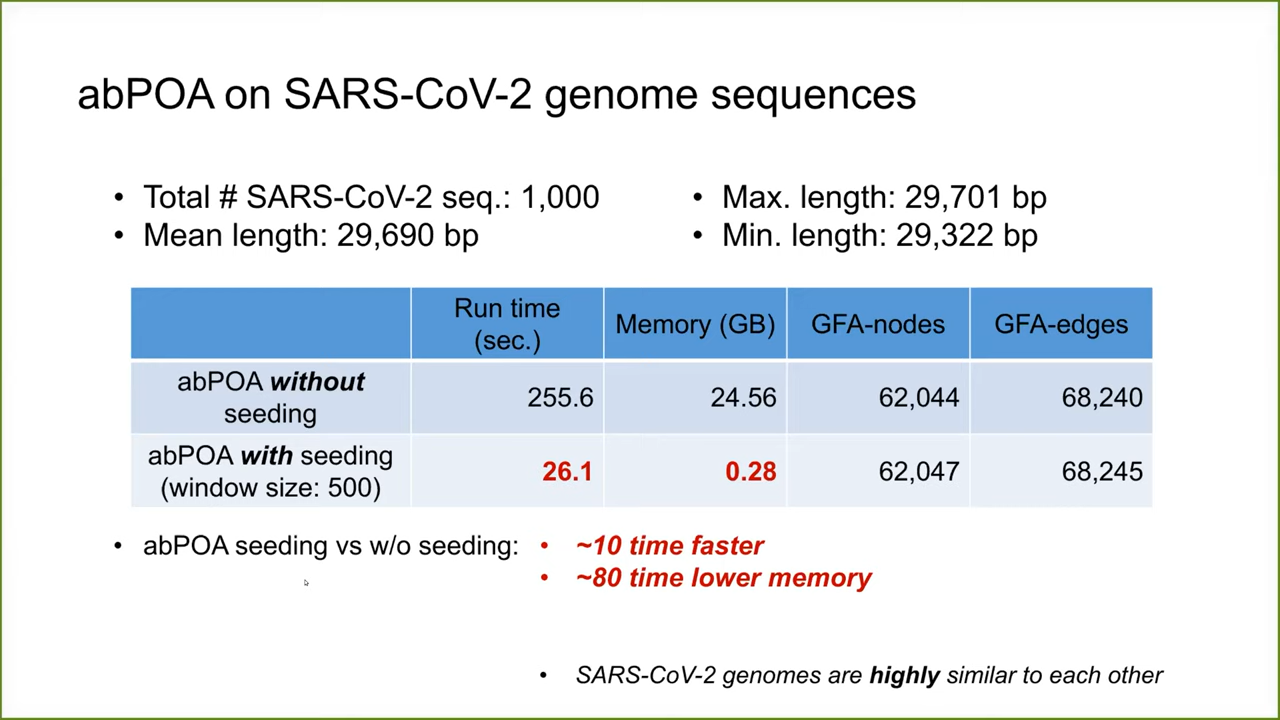 abPOA on SARS-CoV-2 genome sequences
• Total # SARS-CoV-2 seq.: 1,000
• Mean length: 29,690 bp
• Max. length: 29,701 bp
• Min. length: 29,322 bp
Run time
(sec.)
Memory (GB)
GFA-nodes
GFA-edges
abPOA without
seeding
255.6
24.56
62,044
68,240
abPOA with seeding
(window size: 500)
26.1
0.28
62,047
68,245
• abPOA seeding vs w/o seeding:
• ~10 time faster
• ~80 time lower memory
• SARS-CoV-2 genomes are highly similar to each other